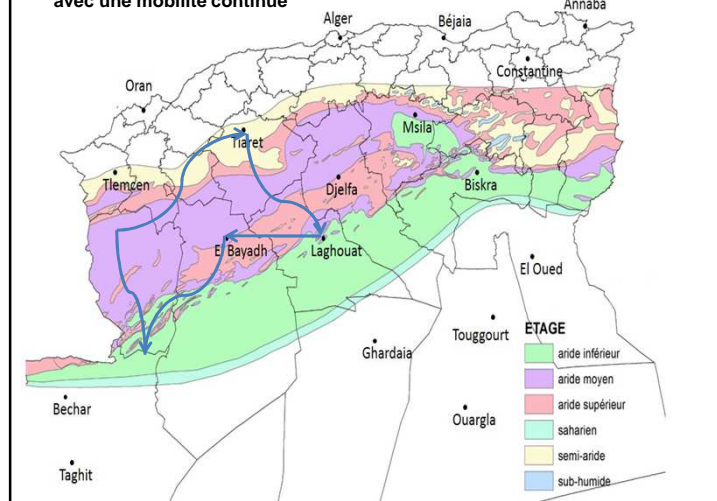 avec une mobilité continue
Annaba
Alger
Béjaia
Constantine
Oran
Msila
Tiaret
Tlemcen
Djelfa
Biskra
El Bayadh
Laghouat
El Oued
Touggourt
Ghardaia
Bechar
Ouargla
Taghit
ETAGE
aride inférieur
aride moyen
aride supérieur
saharien
semi-aride
sub-humide